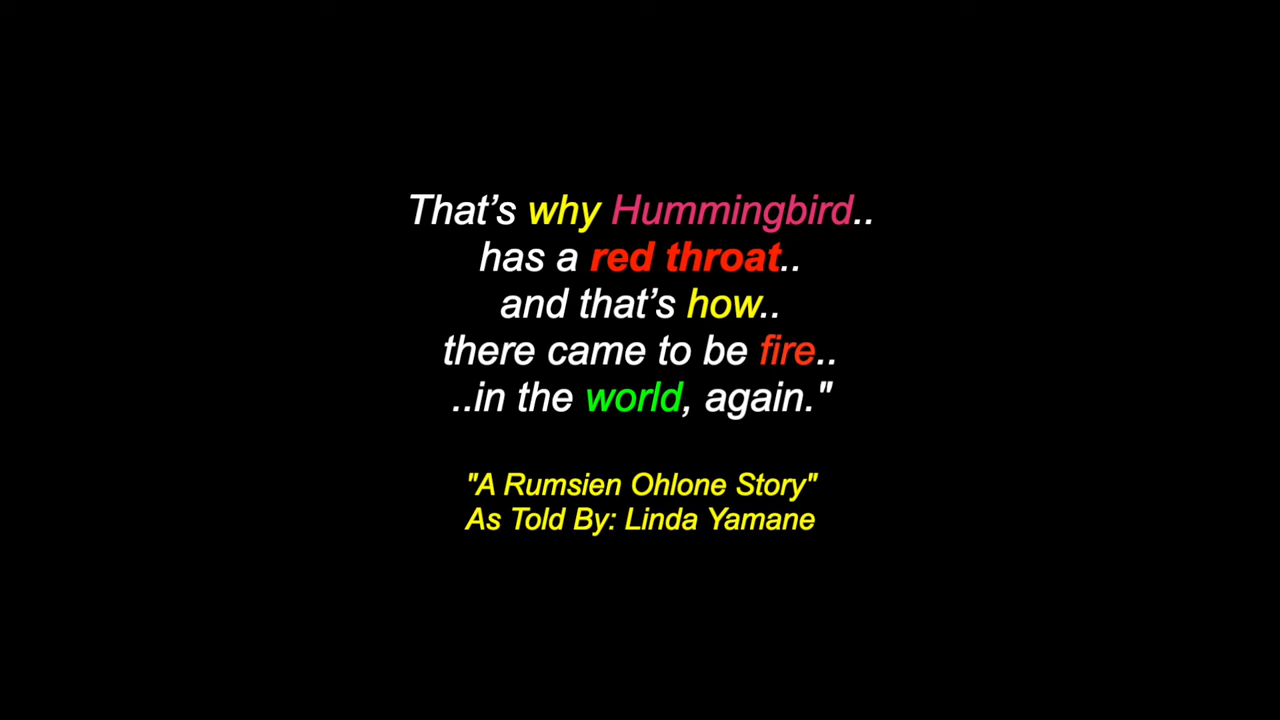 That’s why Hummingbird..
has a red throat..
and that’s how..
there came to be fire..
..in the world, again."
"A Rumsien Ohlone Story"
As Told By: Linda Yamane